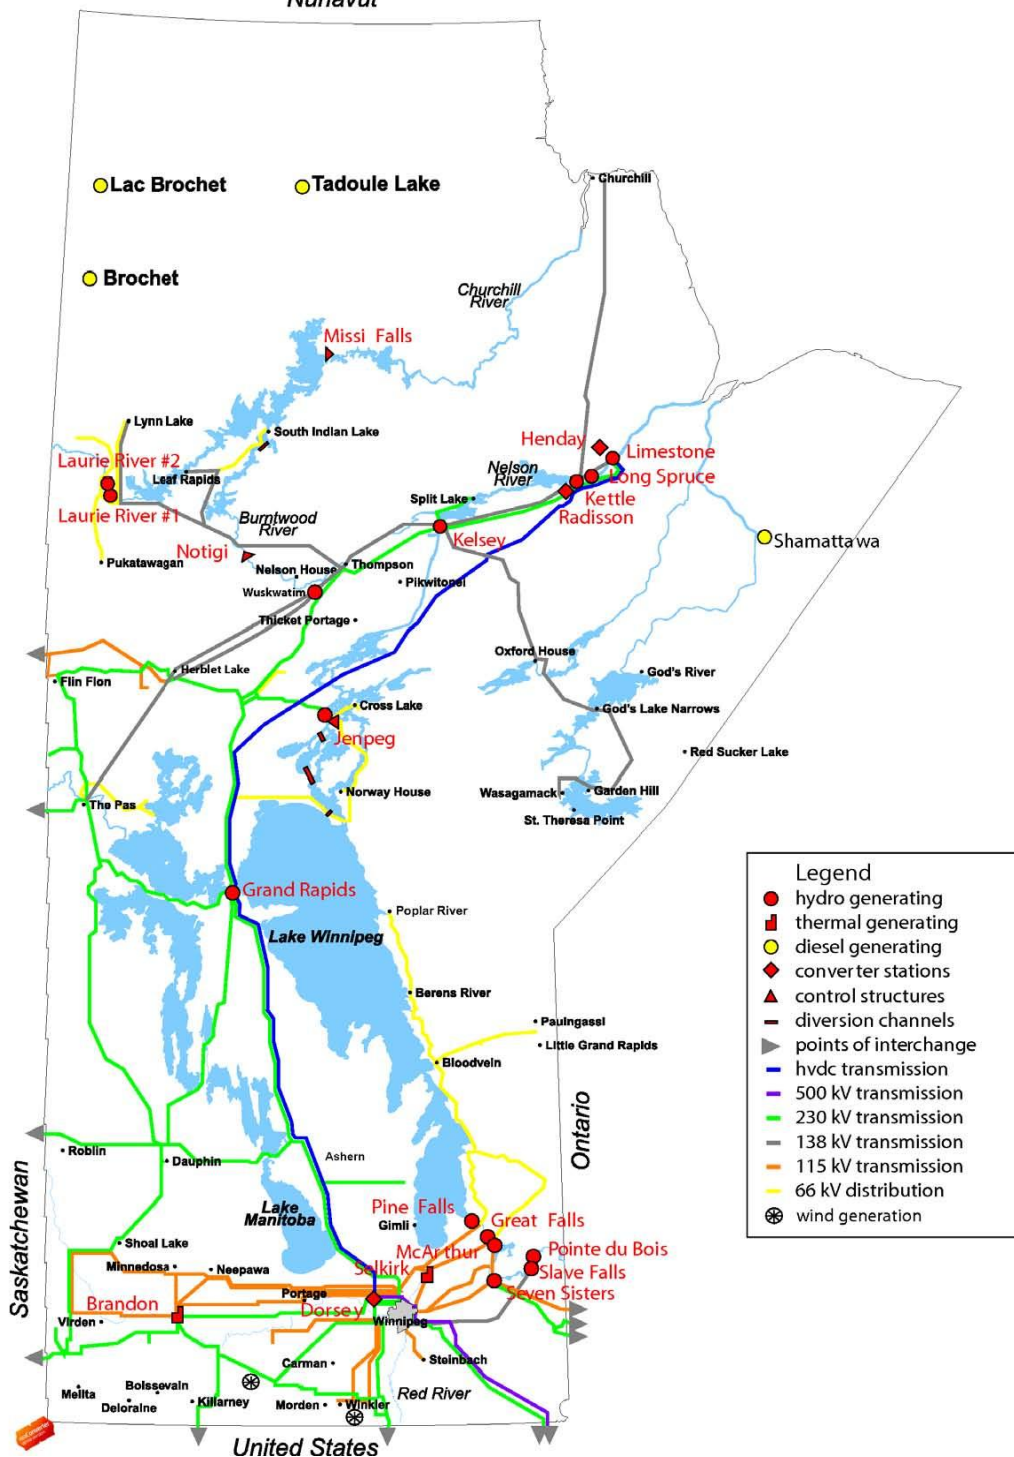 Nunavut
Lac Brochet
Tadoule Lake
Churchill
Brochet
Churchill
River
Missi Falls
Lynn Lake
South Indian Lake
Henday
Limestone
Laurie River #2
Leaf Rapids
Nelson
River
Long Spruce
Split Lake
Kettle
Laurie River #1
Burntwood
River
Radisson
Kelsey
Shamattawa
Notigi
Pukatawagan
Nelson House
Thompson
Wuskwatim
Pikwitonei
Thicket Portage
Oxford House
Flin Flon
Herblet Lake
God's River
Cross Lake
God's Lake Narrows
Jenpeg
Red Sucker Lake
The Pas
Norway House
Wasagamack
Garden Hill
St. Theresa Point
Grand Rapids
Poplar River
Lake Winnipeg
Berens River
Pauingassi
Little Grand Rapids
Bloodvein
Legend
hydro generating
thermal generating
diesel generating
converter stations
control structures
diversion channels
points of interchange
hvdc transmission
500 kV transmission
230 kV transmission
138 kV transmission
115 kV transmission
66 kV distribution
wind generation
Ontario
Saskatchewan
Roblin
Dauphin
Ashern
Lake
Manitoba
Pine Falls
Gimli
Great Falls
Shoal Lake
McArthur
Pointe du Bois
Minnedosa
Neepawa
Selkirk
Slave Falls
Seven Sisters
Brandon
Portage
Dorsey
Virden
Winnipeg
Carman
Steinbach
Melita
Boissevain
Deloraine
Killarney
Morden
Winkler
Red River
United States